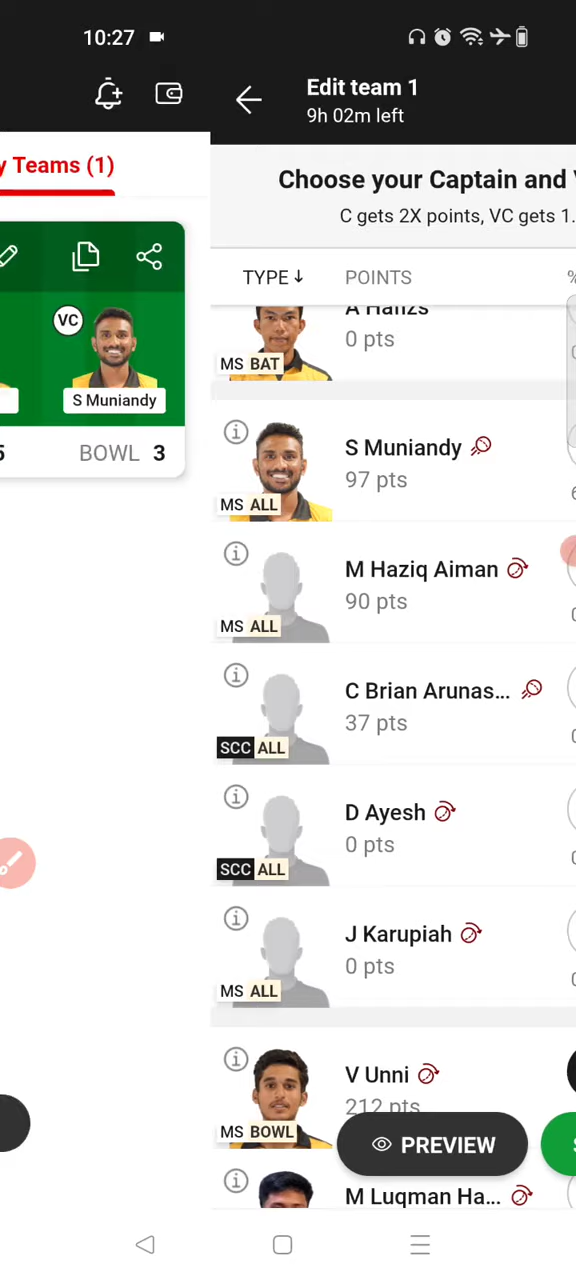 10:27
Edit team 1
9h 02m left
y Teams (1)
Choose your Captain and
C gets 2X points, VC gets 1.
TYPE↓ POINTS %
VC
S Muniandy
5 BOWL 3
A Hafizs
0 pts
MS BAT
S Muniandy
97 pts
MS ALL
M Haziq Aiman
90 pts
MS ALL
C Brian Arunas...
37 pts
SCC ALL
D Ayesh
0 pts
SCC ALL
J Karupiah
0 pts
MS ALL
V Unni
212 pts
MS BOWL
PREVIEW
M Luqman Ha...